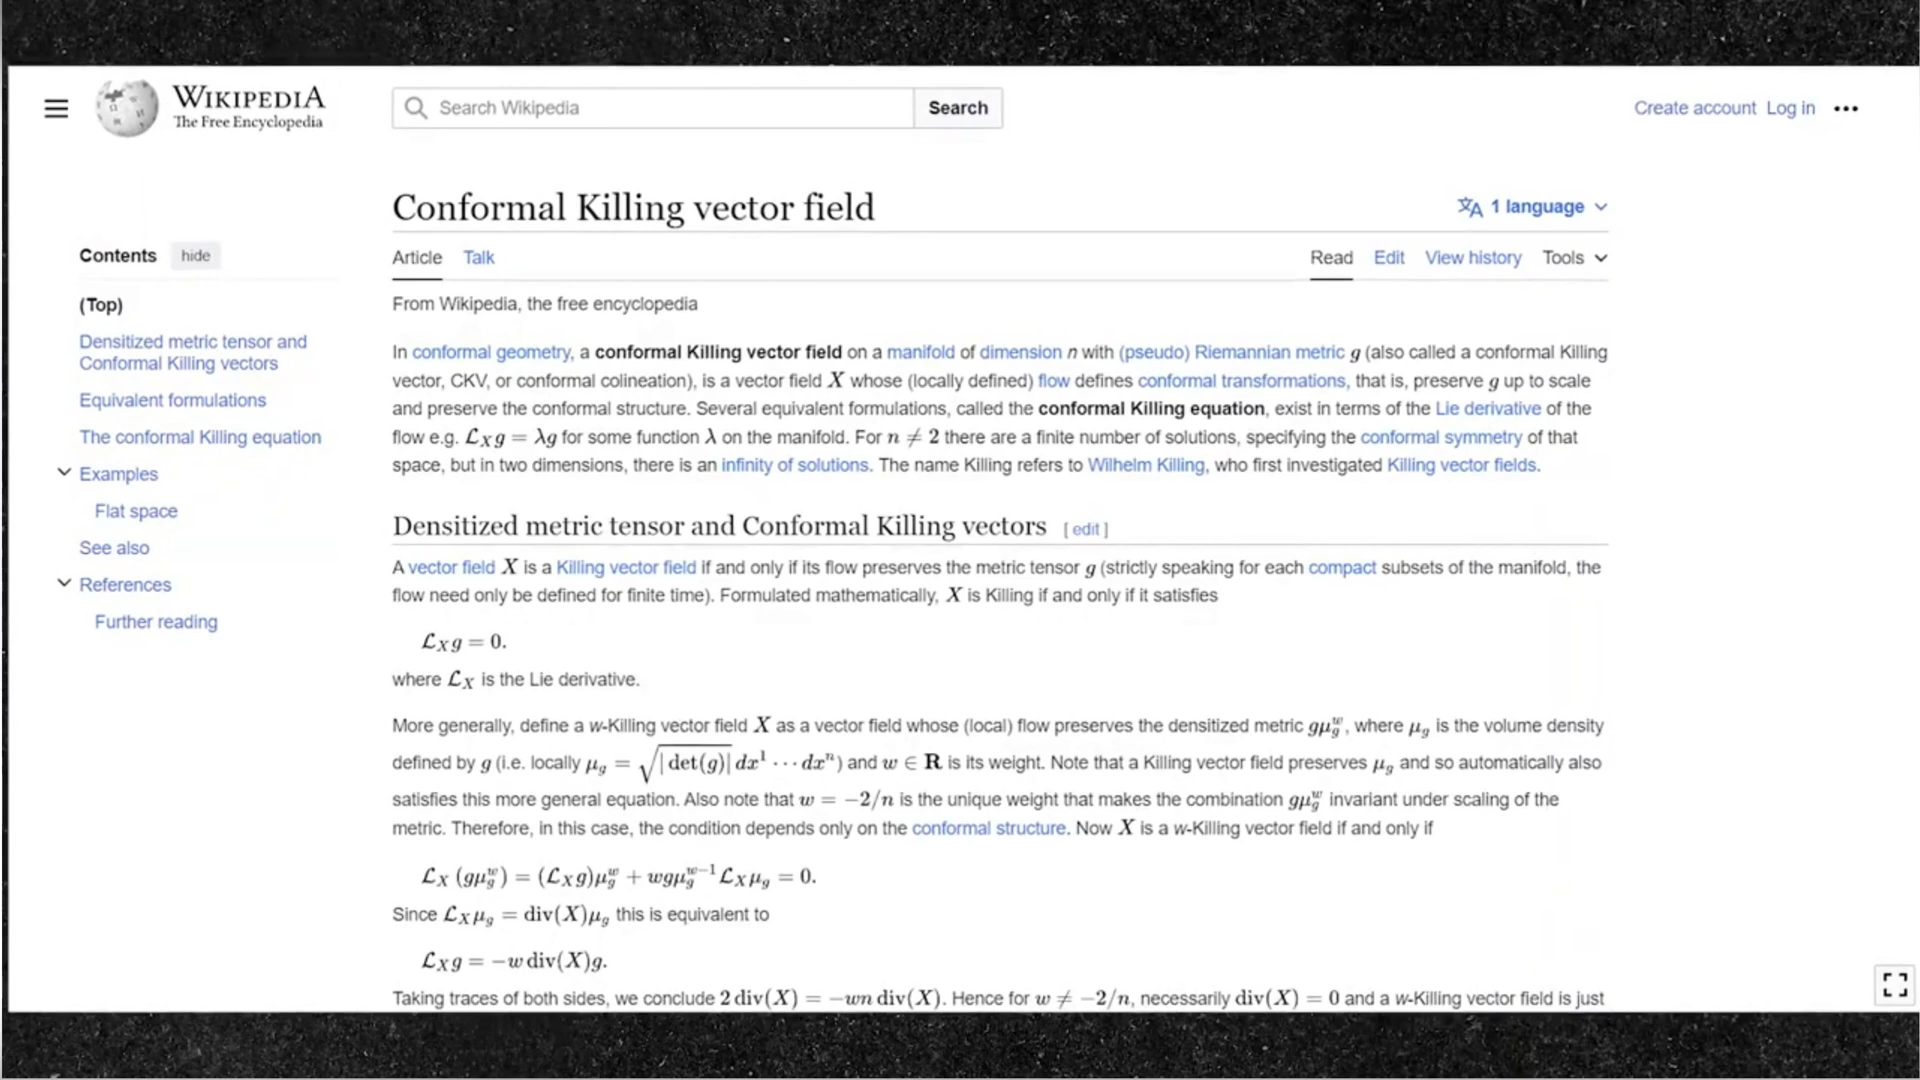 WIKIPEDIA
The Free Encyclopedia
Search Wikipedia
Search
Create account Log in
Conformal Killing vector field
1 language
Article Talk
Read Edit View history Tools
Contents hide
(Top)
Densitized metric tensor and
Conformal Killing vectors
Equivalent formulations
The conformal Killing equation
Examples
Flat space
See also
References
Further reading
From Wikipedia, the free encyclopedia
In conformal geometry, a conformal Killing vector field on a manifold of dimension n with (pseudo) Riemannian metric g (also called a conformal Killing
vector, CKV, or conformal colineation), is a vector field X whose (locally defined) flow defines conformal transformations, that is, preserve g up to scale
and preserve the conformal structure. Several equivalent formulations, called the conformal Killing equation, exist in terms of the Lie derivative of the
flow e.g. ℒ_X g = λg for some function λ on the manifold. For n ≠ 2 there are a finite number of solutions, specifying the conformal symmetry of that
space, but in two dimensions, there is an infinity of solutions. The name Killing refers to Wilhelm Killing, who first investigated Killing vector fields.
Densitized metric tensor and Conformal Killing vectors [ edit ]
A vector field X is a Killing vector field if and only if its flow preserves the metric tensor g (strictly speaking for each compact subsets of the manifold, the
flow need only be defined for finite time). Formulated mathematically, X is Killing if and only if it satisfies
ℒ_X g = 0.
where ℒ_X is the Lie derivative.
More generally, define a w-Killing vector field X as a vector field whose (local) flow preserves the densitized metric gμ_g^w, where μ_g is the volume density
defined by g (i.e. locally μ_g = √|det(g)| dx^1 ⋯ dx^n) and w ∈ R is its weight. Note that a Killing vector field preserves μ_g and so automatically also
satisfies this more general equation. Also note that w = −2/n is the unique weight that makes the combination gμ_g^w invariant under scaling of the
metric. Therefore, in this case, the condition depends only on the conformal structure. Now X is a w-Killing vector field if and only if
ℒ_X (gμ_g^w) = (ℒ_X g)μ_g^w + wgμ_g^{w−1} ℒ_X μ_g = 0.
Since ℒ_X μ_g = div(X)μ_g this is equivalent to
ℒ_X g = −w div(X)g.
Taking traces of both sides, we conclude 2 div(X) = −wn div(X). Hence for w ≠ −2/n, necessarily div(X) = 0 and a w-Killing vector field is just